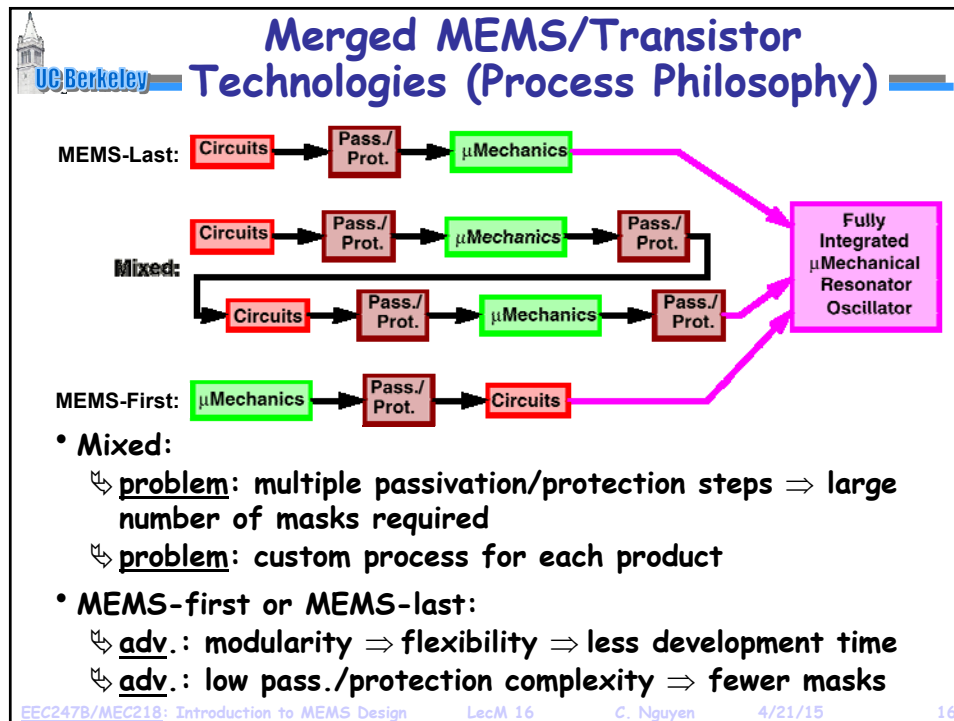 Merged MEMS/Transistor
Technologies (Process Philosophy)
UC Berkeley
MEMS-Last:
Circuits
Pass./
Prot.
μMechanics
Mixed:
Circuits
Pass./
Prot.
μMechanics
Pass./
Prot.
Circuits
Pass./
Prot.
μMechanics
Pass./
Prot.
MEMS-First:
μMechanics
Pass./
Prot.
Circuits
Fully
Integrated
μMechanical
Resonator
Oscillator
• Mixed:
↳ problem: multiple passivation/protection steps ⇒ large
number of masks required
↳ problem: custom process for each product
• MEMS-first or MEMS-last:
↳ adv.: modularity ⇒ flexibility ⇒ less development time
↳ adv.: low pass./protection complexity ⇒ fewer masks
EEC247B/MEC218: Introduction to MEMS Design LecM 16 C. Nguyen 4/21/15 16